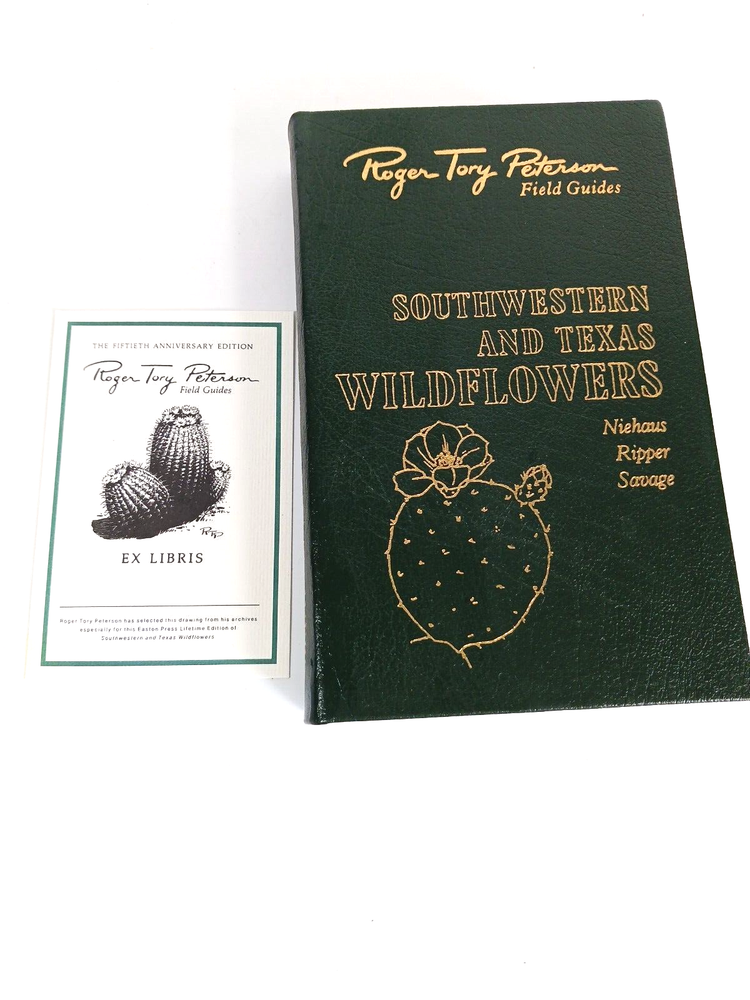 THE FIFTIETH ANNIVERSARY EDITION
Roger Tory Peterson
Field Guides
RTP
EX LIBRIS
Roger Tory Peterson has selected this drawing from his archives
especially for this Easton Press Lifetime Edition of
Southwestern and Texas Wildflowers
Roger Tory Peterson
Field Guides
SOUTHWESTERN
AND TEXAS
WILDFLOWERS
Niehaus
Ripper
Savage